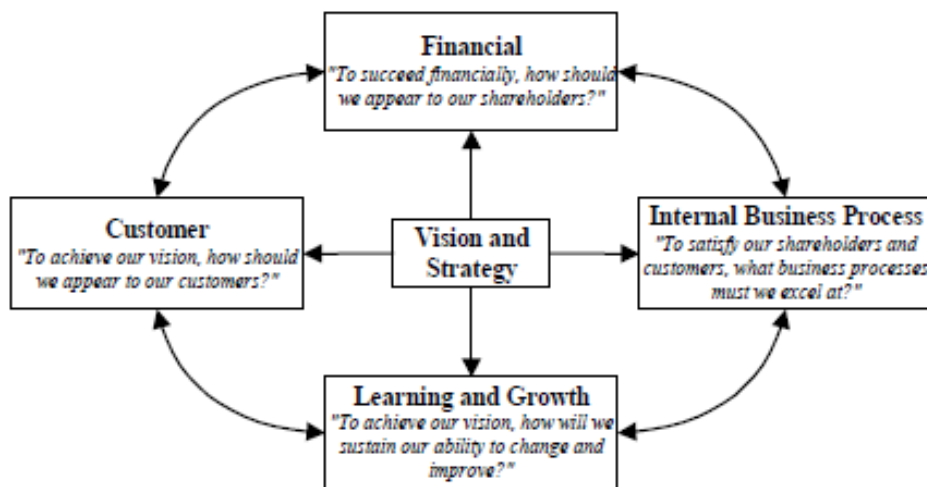 Financial
"To succeed financially, how should
we appear to our shareholders?"
Customer
"To achieve our vision, how should
we appear to our customers?"
Vision and
Strategy
Internal Business Process
"To satisfy our shareholders and
customers, what business processes
must we excel at?"
Learning and Growth
"To achieve our vision, how will we
sustain our ability to change and
improve?"